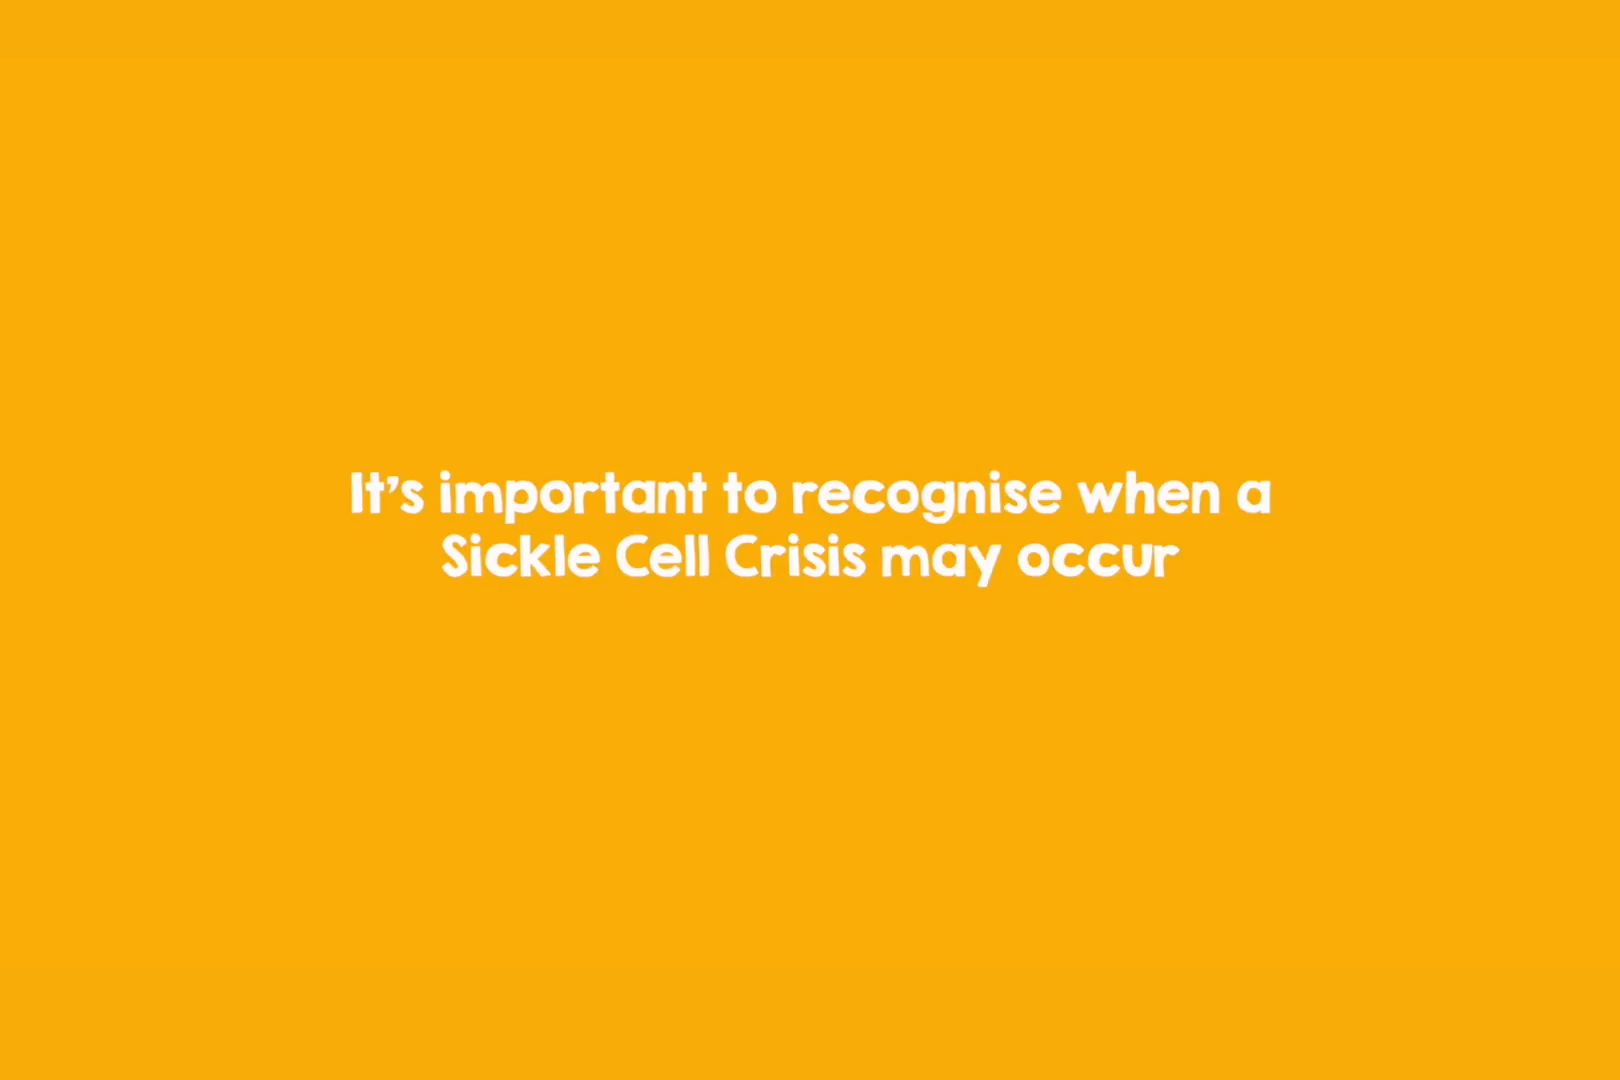 It's important to recognise when a
Sickle Cell Crisis may occur